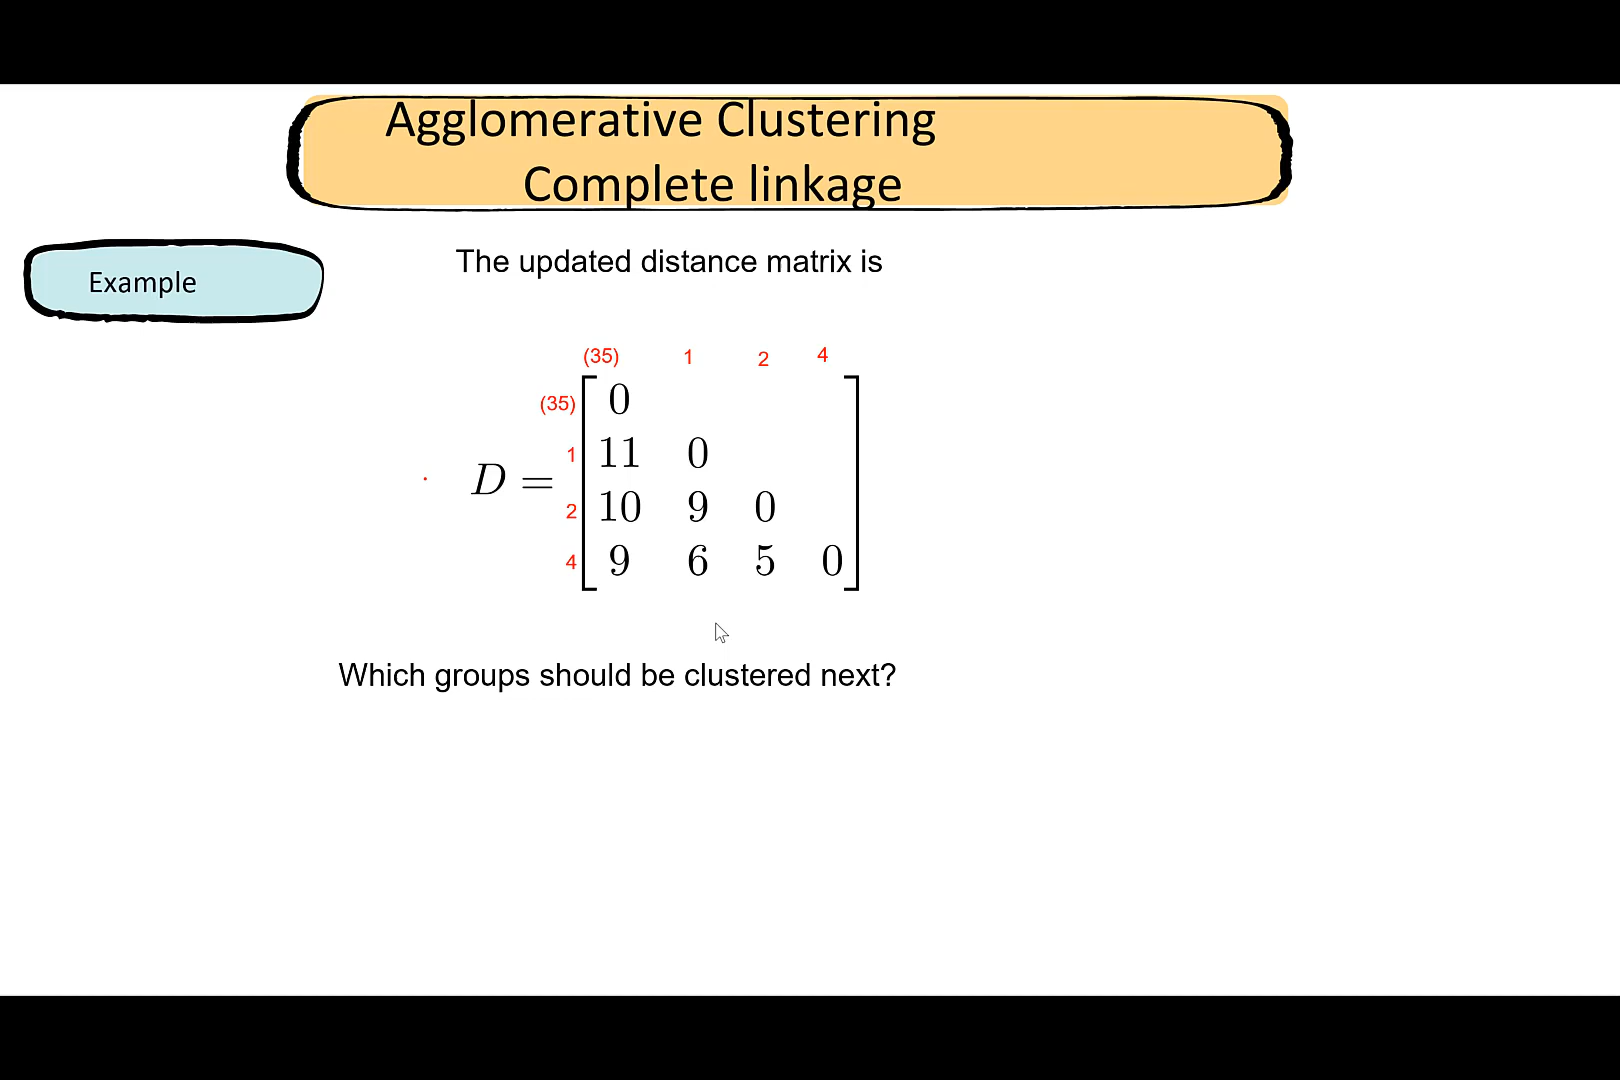 Agglomerative Clustering
Complete linkage
Example
The updated distance matrix is
(35) 1 2 4
(35) 0
1 11 0
D =
2 10 9 0
4 9 6 5 0
Which groups should be clustered next?